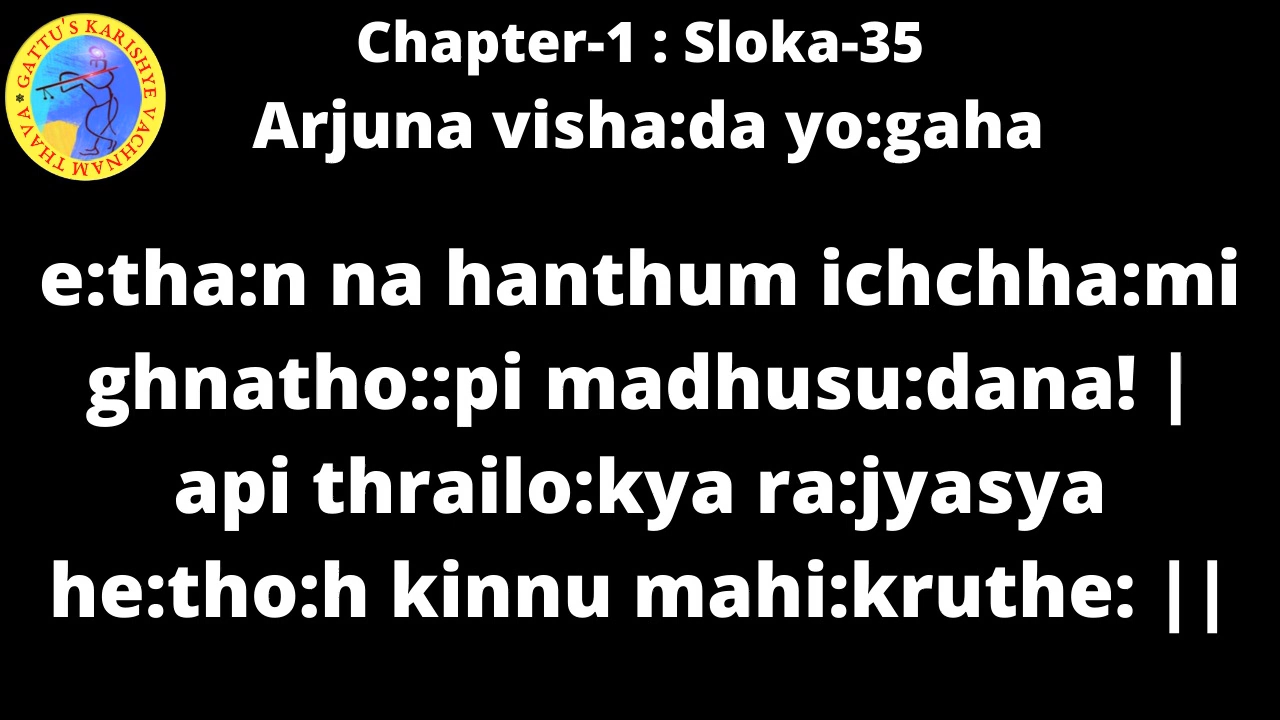 GATTU'S KARISHYE VACHNAM THAVA
Chapter-1 : Sloka-35
Arjuna visha:da yo:gaha
e:tha:n na hanthum ichchha:mi
ghnatho::pi madhusu:dana! |
api thrailo:kya ra:jyasya
he:tho:h kinnu mahi:kruthe: ||